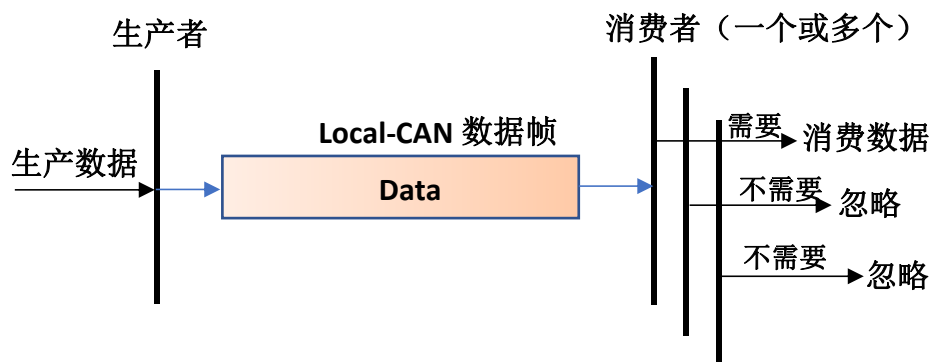 生产者
消费者（一个或多个）
Local-CAN 数据帧
需要
消费数据
生产数据
Data
不需要
忽略
不需要
忽略